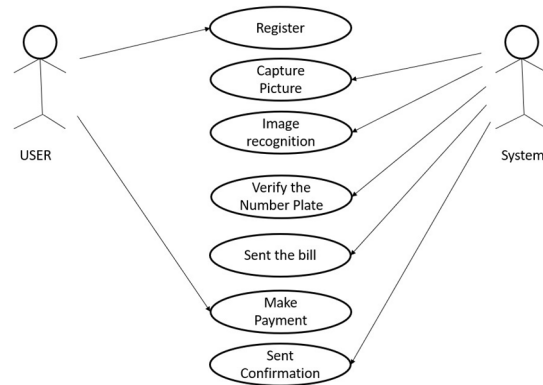 Register
Capture
Picture
Image
recognition
USER
System
Verify the
Number Plate
Sent the bill
Make
Payment
Sent
Confirmation